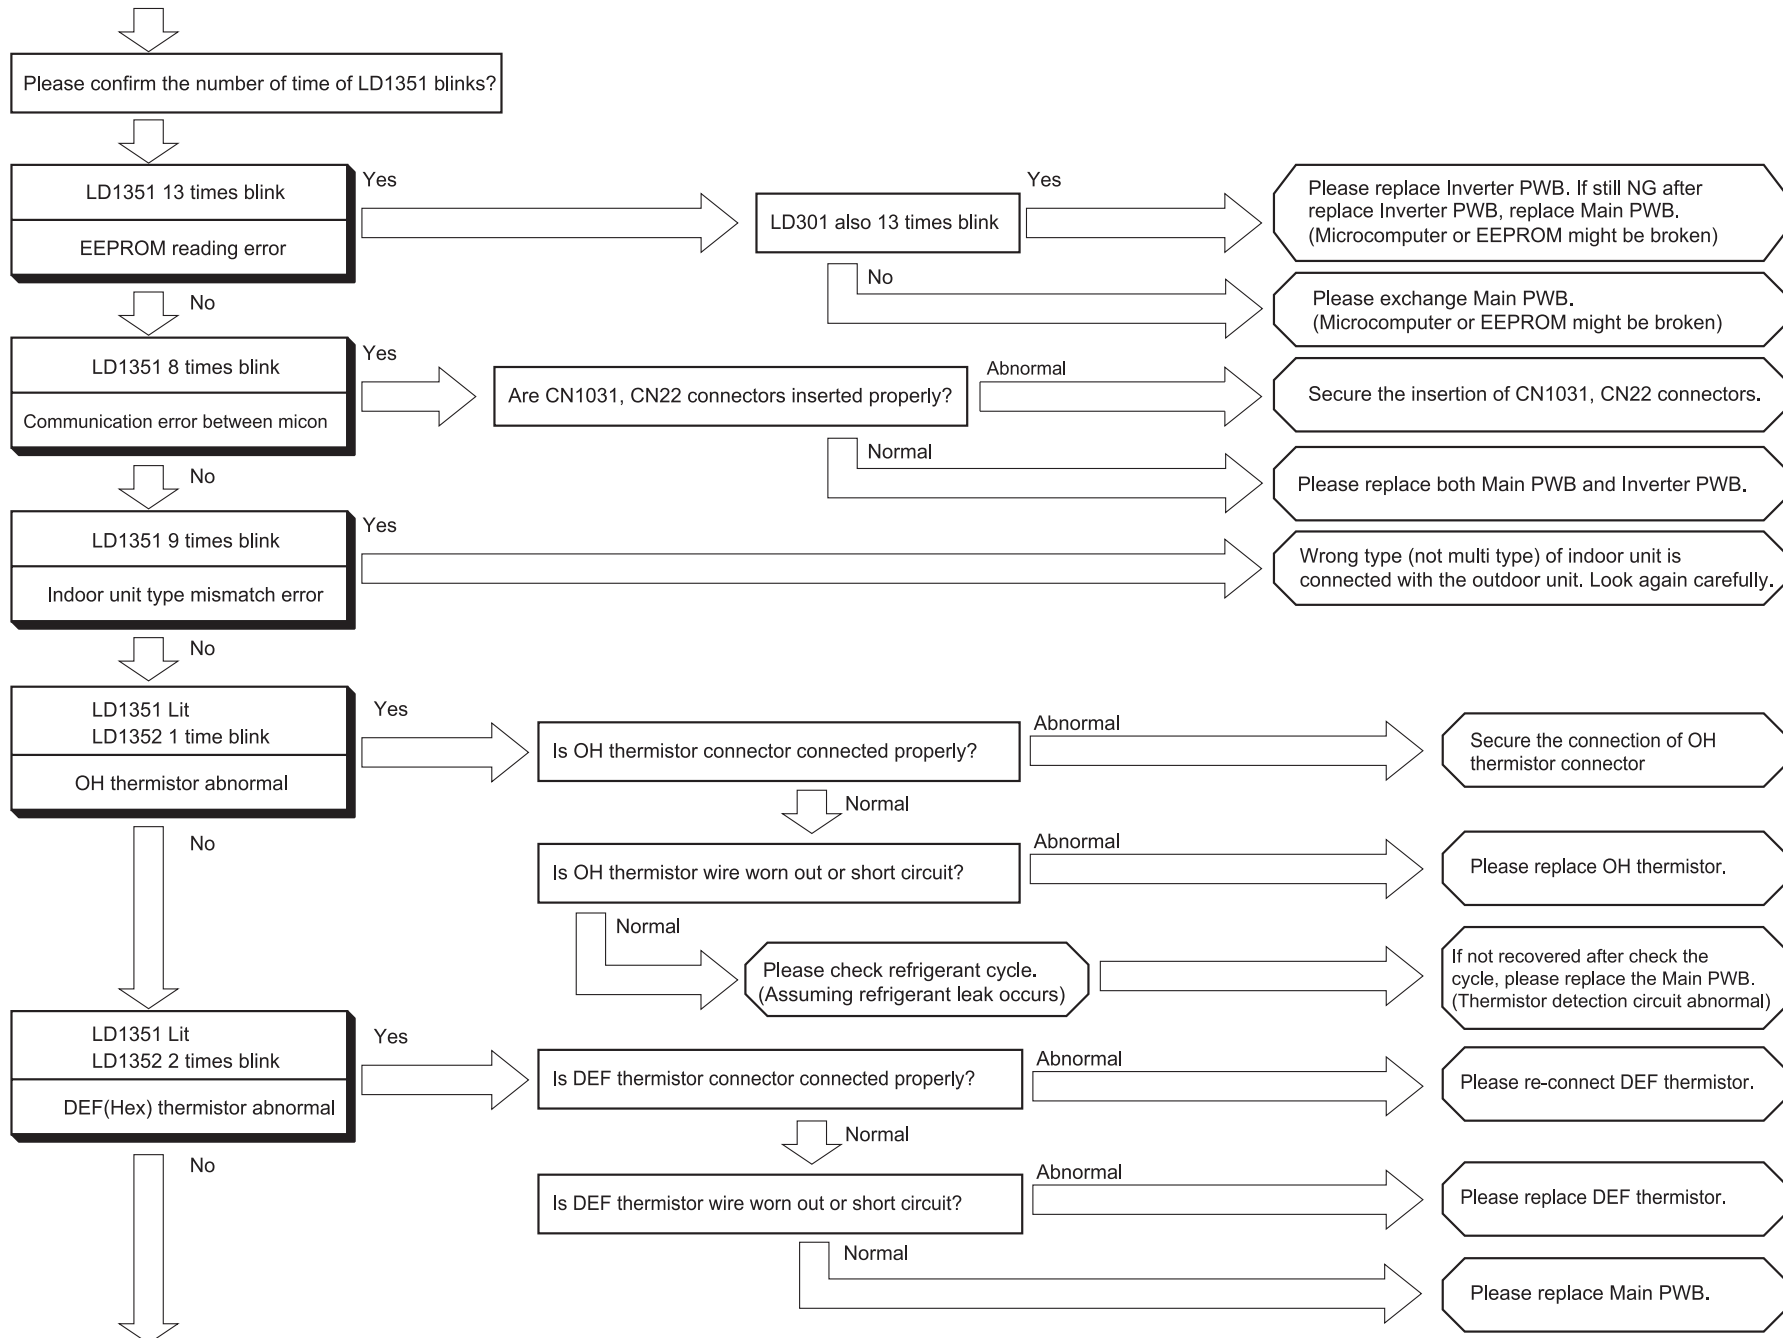 Please confirm the number of time of LD1351 blinks?
LD1351 13 times blink
EEPROM reading error
Yes
LD301 also 13 times blink
Yes
Please replace Inverter PWB. If still NG after
replace Inverter PWB, replace Main PWB.
(Microcomputer or EEPROM might be broken)
No
Please exchange Main PWB.
(Microcomputer or EEPROM might be broken)
No
LD1351 8 times blink
Communication error between micon
Yes
Are CN1031, CN22 connectors inserted properly?
Abnormal
Secure the insertion of CN1031, CN22 connectors.
Normal
Please replace both Main PWB and Inverter PWB.
No
LD1351 9 times blink
Indoor unit type mismatch error
Yes
Wrong type (not multi type) of indoor unit is
connected with the outdoor unit. Look again carefully.
No
LD1351 Lit
LD1352 1 time blink
OH thermistor abnormal
Yes
Is OH thermistor connector connected properly?
Abnormal
Secure the connection of OH
thermistor connector
Normal
Is OH thermistor wire worn out or short circuit?
Abnormal
Please replace OH thermistor.
Normal
Please check refrigerant cycle.
(Assuming refrigerant leak occurs)
If not recovered after check the
cycle, please replace the Main PWB.
(Thermistor detection circuit abnormal)
No
LD1351 Lit
LD1352 2 times blink
DEF(Hex) thermistor abnormal
Yes
Is DEF thermistor connector connected properly?
Abnormal
Please re-connect DEF thermistor.
Normal
Is DEF thermistor wire worn out or short circuit?
Abnormal
Please replace DEF thermistor.
Normal
Please replace Main PWB.
No